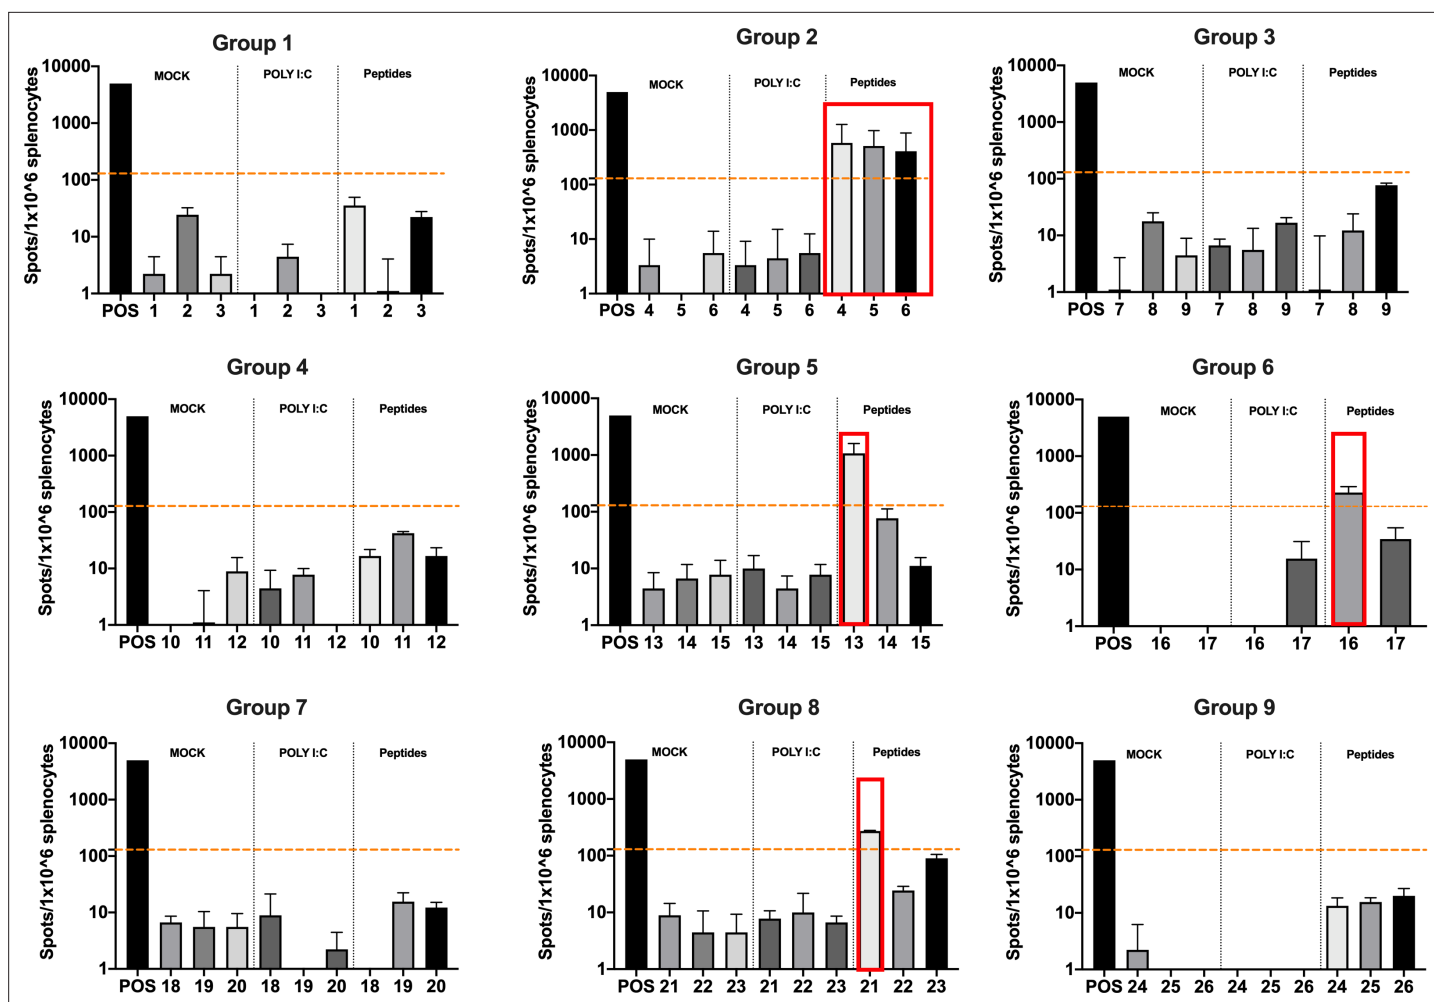 Group 1
MOCK POLY I:C Peptides
Spots/1x10^6 splenocytes
10000
1000
100
10
1
POS 1 2 3 1 2 3 1 2 3
Group 2
MOCK POLY I:C Peptides
Spots/1x10^6 splenocytes
10000
1000
100
10
1
POS 4 5 6 4 5 6 4 5 6
Group 3
MOCK POLY I:C Peptides
Spots/1x10^6 splenocytes
10000
1000
100
10
1
POS 7 8 9 7 8 9 7 8 9
Group 4
MOCK POLY I:C Peptides
Spots/1x10^6 splenocytes
10000
1000
100
10
1
POS 10 11 12 10 11 12 10 11 12
Group 5
MOCK POLY I:C Peptides
Spots/1x10^6 splenocytes
10000
1000
100
10
1
POS 13 14 15 13 14 15 13 14 15
Group 6
MOCK POLY I:C Peptides
Spots/1x10^6 splenocytes
10000
1000
100
10
1
POS 16 17 16 17 16 17
Group 7
MOCK POLY I:C Peptides
Spots/1x10^6 splenocytes
10000
1000
100
10
1
POS 18 19 20 18 19 20 18 19 20
Group 8
MOCK POLY I:C Peptides
Spots/1x10^6 splenocytes
10000
1000
100
10
1
POS 21 22 23 21 22 23 21 22 23
Group 9
MOCK POLY I:C Peptides
Spots/1x10^6 splenocytes
10000
1000
100
10
1
POS 24 25 26 24 25 26 24 25 26